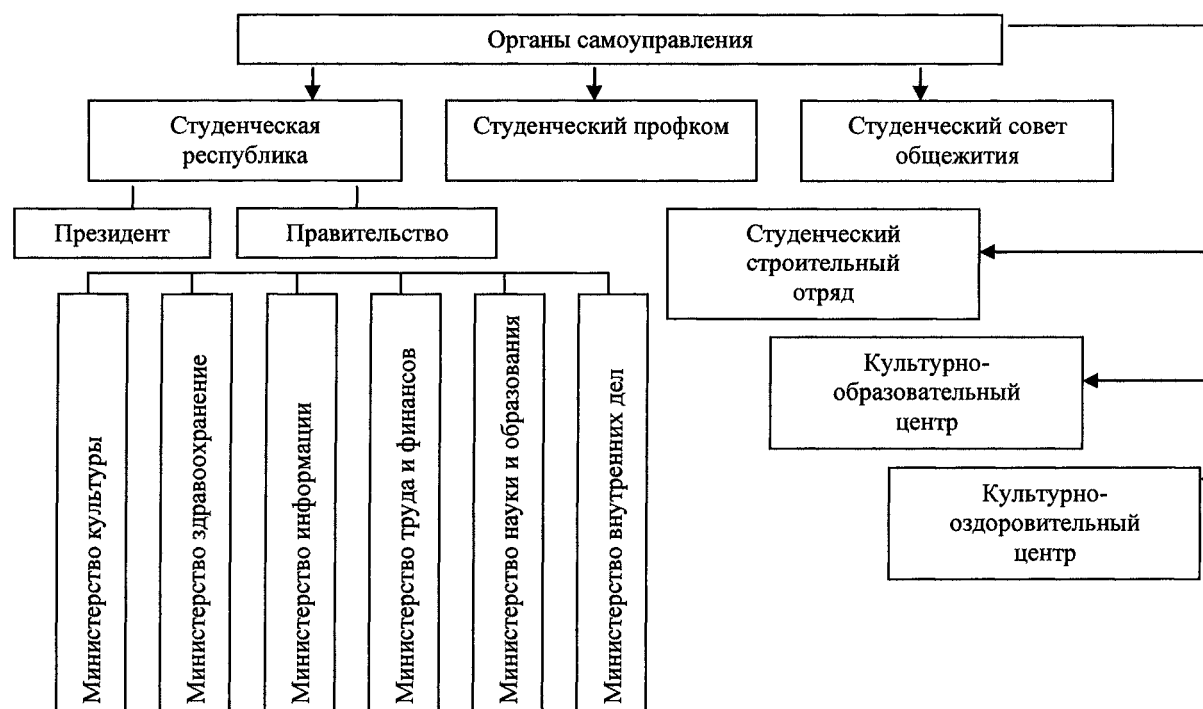 Органы самоуправления
Студенческая
республика
Студенческий профком
Студенческий совет
общежития
Президент
Правительство
Студенческий
строительный
отряд
Культурно-
образовательный
центр
Культурно-
оздоровительный
центр
Министерство культуры
Министерство здравоохранение
Министерство информации
Министерство труда и финансов
Министерство науки и образования
Министерство внутренних дел